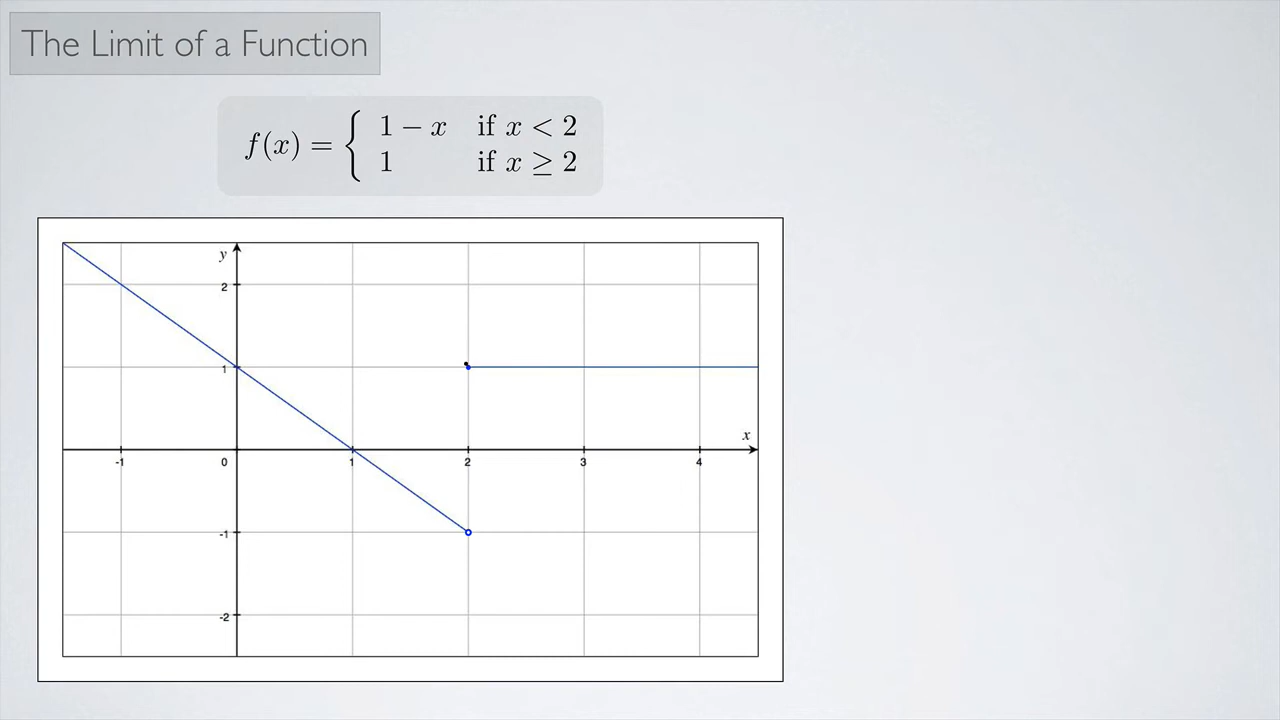 The Limit of a Function
f(x) = { 1 − x if x < 2
1 if x ≥ 2
y
2
1
x
-1 0 1 2 3 4
-1
-2